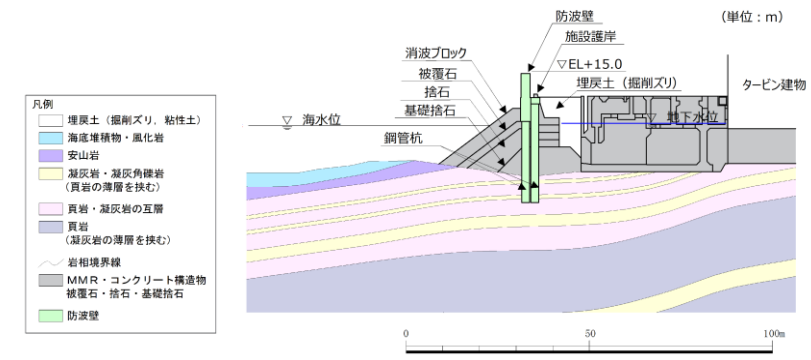 防波壁
（単位：m）
施設護岸
消波ブロック
▽EL+15.0
被覆石
埋戻土（掘削ズリ）
タービン建物
捨石
基礎捨石
▽ 海水位
▽ 地下水位
鋼管杭
凡例
埋戻土（掘削ズリ，粘性土）
海底堆積物・風化岩
安山岩
凝灰岩・凝灰角礫岩
（頁岩の薄層を挟む）
頁岩・凝灰岩の互層
頁岩
（凝灰岩の薄層を挟む）
岩相境界線
MMR・コンクリート構造物
被覆石・捨石・基礎捨石
防波壁
0 50 100m